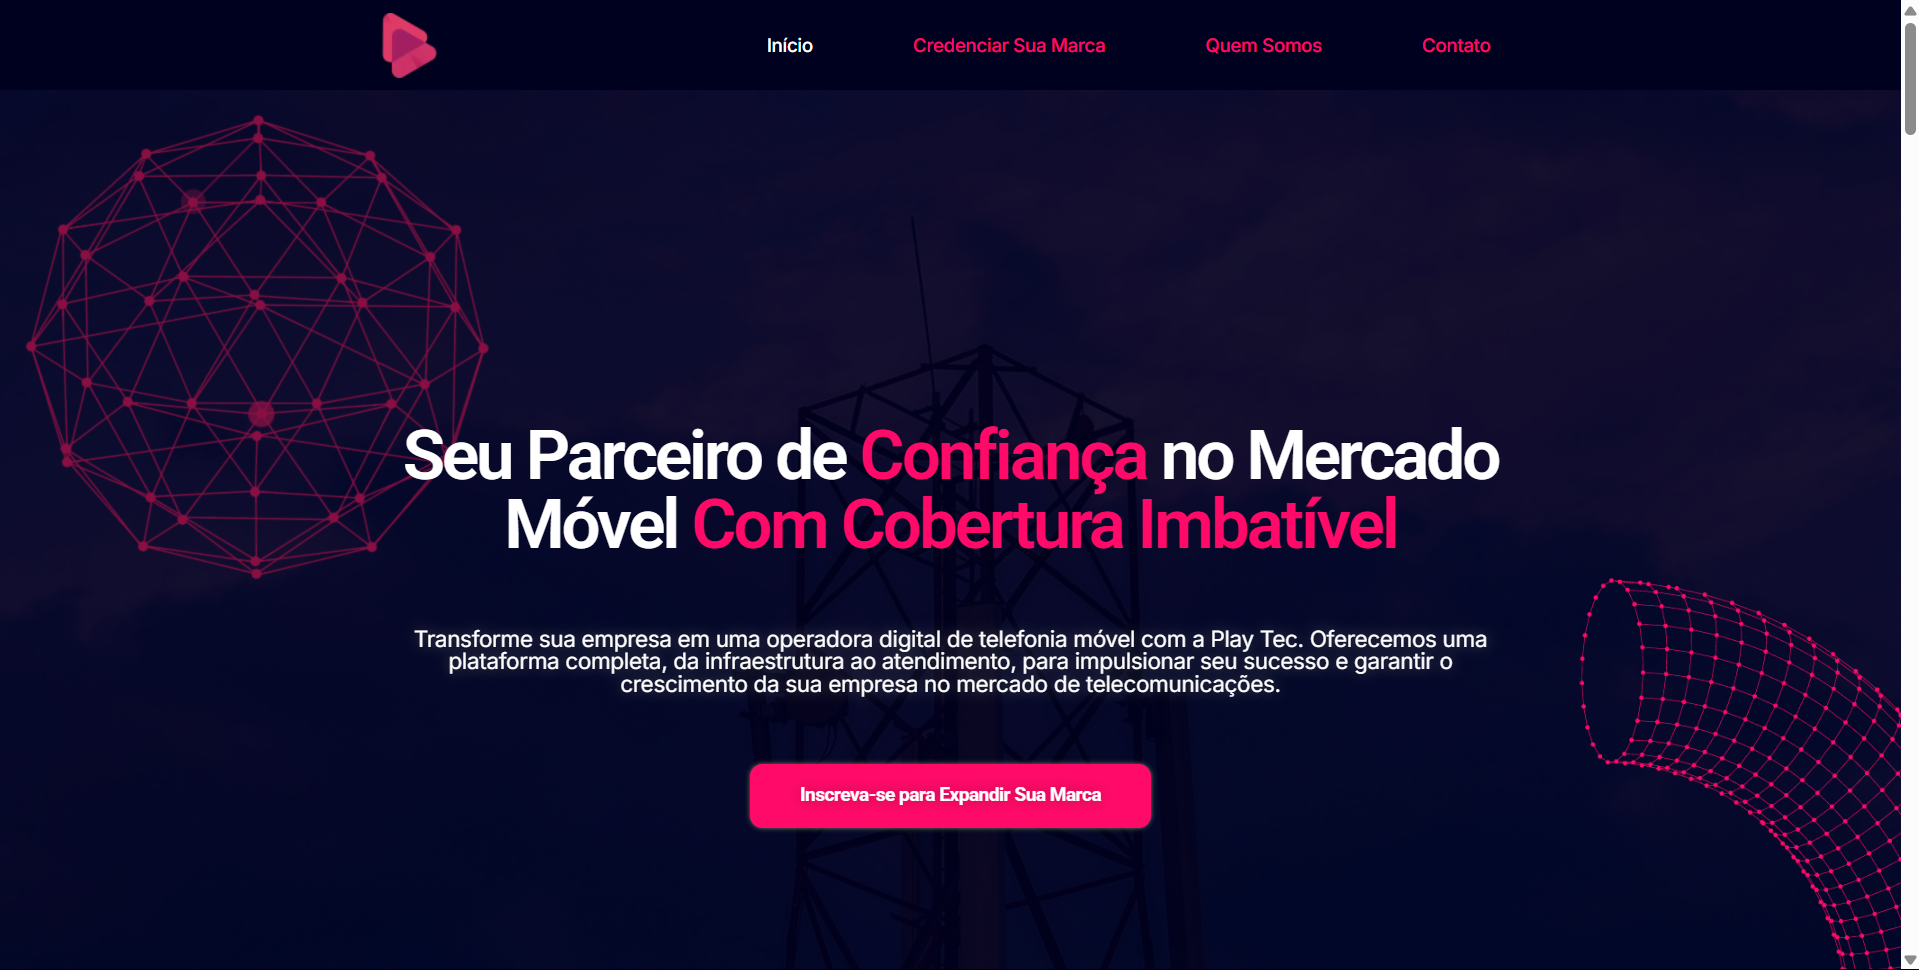 Início
Credenciar Sua Marca
Quem Somos
Contato
Seu Parceiro de Confiança no Mercado
Móvel Com Cobertura Imbatível
Transforme sua empresa em uma operadora digital de telefonia móvel com a Play Tec. Oferecemos uma
plataforma completa, da infraestrutura ao atendimento, para impulsionar seu sucesso e garantir o
crescimento da sua empresa no mercado de telecomunicações.
Inscreva-se para Expandir Sua Marca